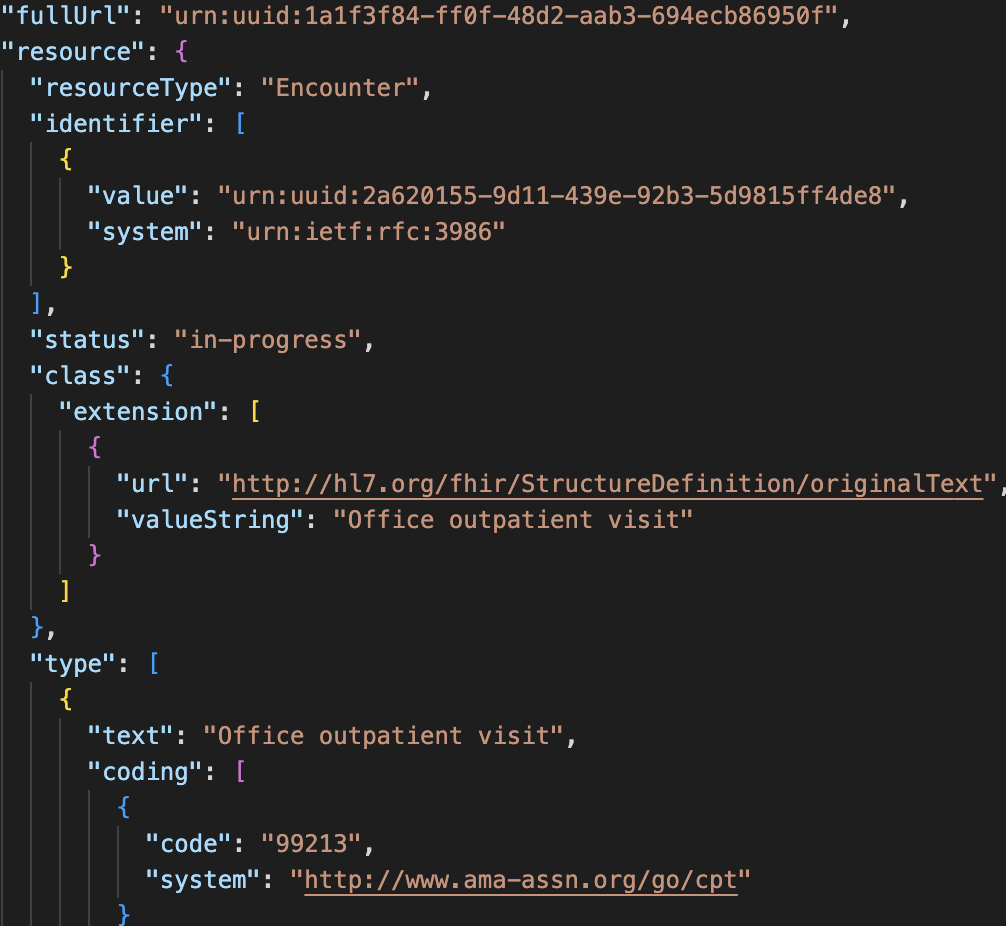 "fullUrl": "urn:uuid:1a1f3f84-ff0f-48d2-aab3-694ecb86950f",
"resource": {
"resourceType": "Encounter",
"identifier": [
{
"value": "urn:uuid:2a620155-9d11-439e-92b3-5d9815ff4de8",
"system": "urn:ietf:rfc:3986"
}
],
"status": "in-progress",
"class": {
"extension": [
{
"url": "http://hl7.org/fhir/StructureDefinition/originalText",
"valueString": "Office outpatient visit"
}
]
},
"type": [
{
"text": "Office outpatient visit",
"coding": [
{
"code": "99213",
"system": "http://www.ama-assn.org/go/cpt"
}